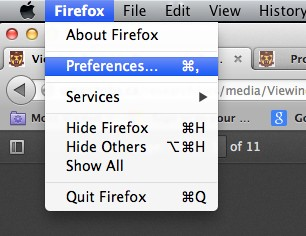 Firefox File Edit View History
About Firefox
Preferences... ⌘,
Services
Hide Firefox ⌘H
Hide Others ⌥⌘H
Show All
Quit Firefox ⌘Q
/media/Viewin
of 11